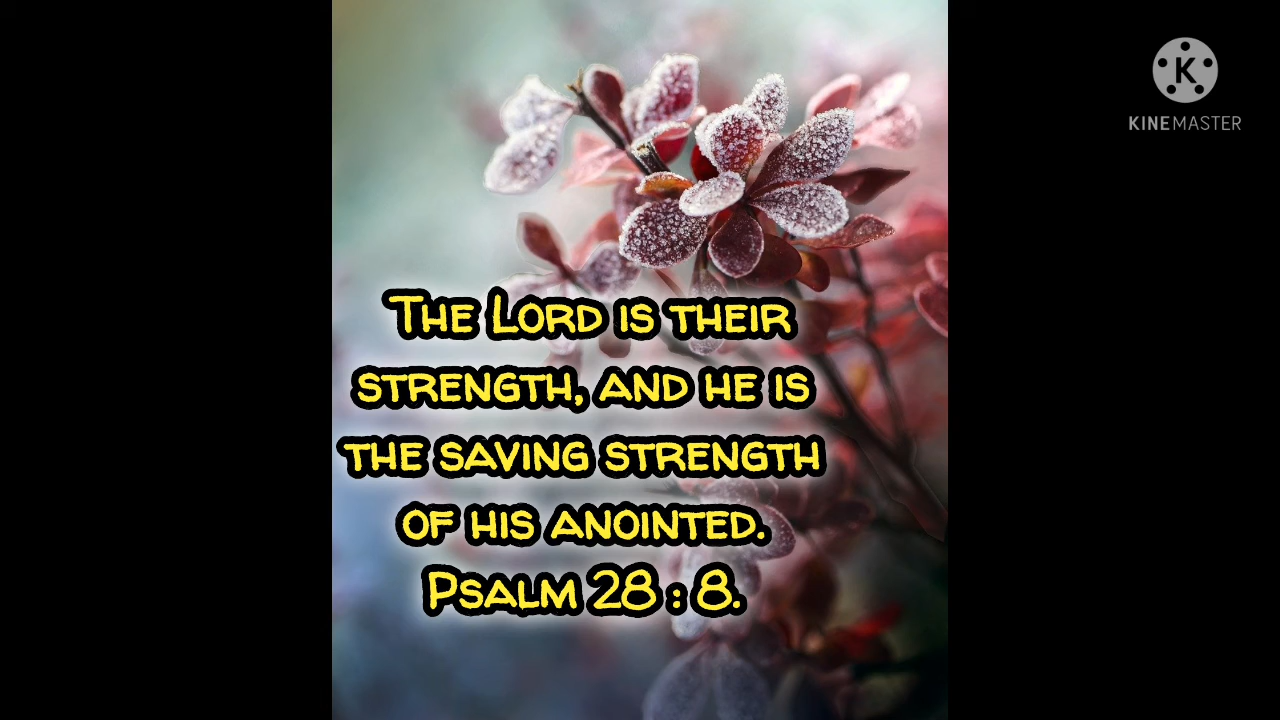 The Lord is their
strength, and he is
the saving strength
of his anointed.
Psalm 28 : 8.
K
KINEMASTER